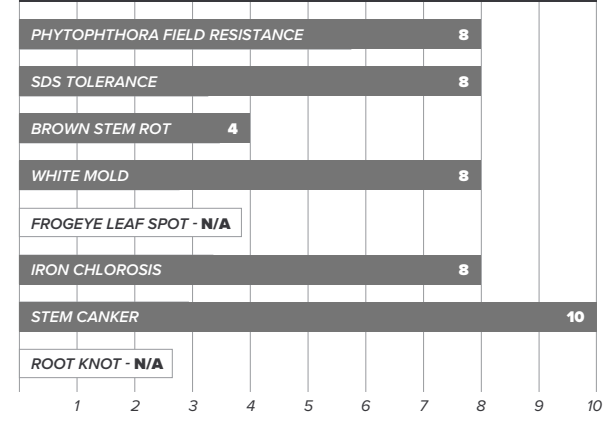 PHYTOPHTHORA FIELD RESISTANCE 8
SDS TOLERANCE 8
BROWN STEM ROT 4
WHITE MOLD 8
FROGEYE LEAF SPOT - N/A
IRON CHLOROSIS 8
STEM CANKER 10
ROOT KNOT - N/A
1 2 3 4 5 6 7 8 9 10